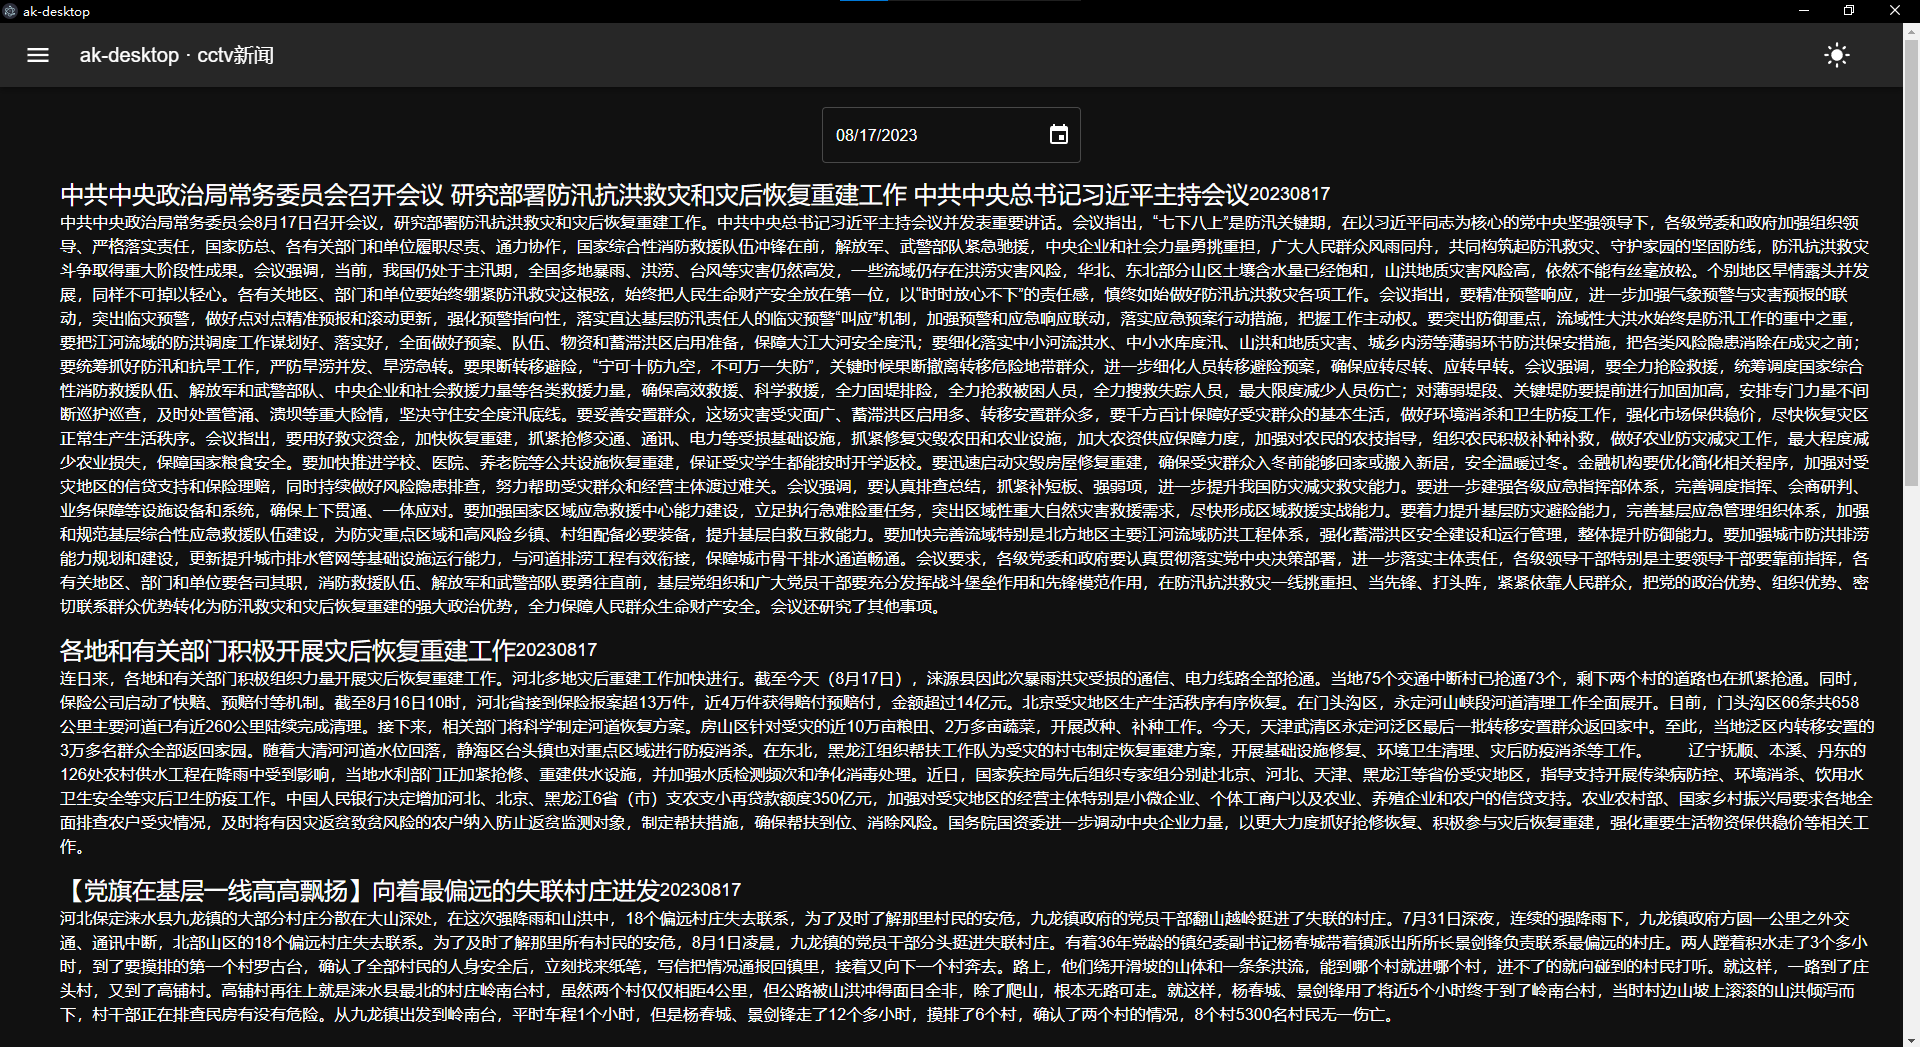 ak-desktop
ak-desktop · cctv新闻
08/17/2023
中共中央政治局常务委员会召开会议 研究部署防汛抗洪救灾和灾后恢复重建工作 中共中央总书记习近平主持会议20230817
中共中央政治局常务委员会8月17日召开会议，研究部署防汛抗洪救灾和灾后恢复重建工作。中共中央总书记习近平主持会议并发表重要讲话。会议指出，“七下八上”是防汛关键期，在以习近平同志为核心的党中央坚强领导下，各级党委和政府加强组织领
导、严格落实责任，国家防总、各有关部门和单位履职尽责、通力协作，国家综合性消防救援队伍冲锋在前，解放军、武警部队紧急驰援，中央企业和社会力量勇挑重担，广大人民群众风雨同舟，共同构筑起防汛救灾、守护家园的坚固防线，防汛抗洪救灾
斗争取得重大阶段性成果。会议强调，当前，我国仍处于主汛期，全国多地暴雨、洪涝、台风等灾害仍然高发，一些流域仍存在洪涝灾害风险，华北、东北部分山区土壤含水量已经饱和，山洪地质灾害风险高，依然不能有丝毫放松。个别地区旱情露头并发
展，同样不可掉以轻心。各有关地区、部门和单位要始终绷紧防汛救灾这根弦，始终把人民生命财产安全放在第一位，以“时时放心不下”的责任感，慎终如始做好防汛抗洪救灾各项工作。会议指出，要精准预警响应，进一步加强气象预警与灾害预报的联
动，突出临灾预警，做好点对点精准预报和滚动更新，强化预警指向性，落实直达基层防汛责任人的临灾预警“叫应”机制，加强预警和应急响应联动，落实应急预案行动措施，把握工作主动权。要突出防御重点，流域性大洪水始终是防汛工作的重中之重，
要把江河流域的防洪调度工作谋划好、落实好，全面做好预案、队伍、物资和蓄滞洪区启用准备，保障大江大河安全度汛；要细化落实中小河流洪水、中小水库度汛、山洪和地质灾害、城乡内涝等薄弱环节防洪保安措施，把各类风险隐患消除在成灾之前；
要统筹抓好防汛和抗旱工作，严防旱涝并发、旱涝急转。要果断转移避险，“宁可十防九空，不可万一失防”，关键时候果断撤离转移危险地带群众，进一步细化人员转移避险预案，确保应转尽转、应转早转。会议强调，要全力抢险救援，统筹调度国家综合
性消防救援队伍、解放军和武警部队、中央企业和社会救援力量等各类救援力量，确保高效救援、科学救援，全力固堤排险，全力抢救被困人员，全力搜救失踪人员，最大限度减少人员伤亡；对薄弱堤段、关键堤防要提前进行加固加高，安排专门力量不间
断巡护巡查，及时处置管涌、溃坝等重大险情，坚决守住安全度汛底线。要妥善安置群众，这场灾害受灾面广、蓄滞洪区启用多、转移安置群众多，要千方百计保障好受灾群众的基本生活，做好环境消杀和卫生防疫工作，强化市场保供稳价，尽快恢复灾区
正常生产生活秩序。会议指出，要用好救灾资金，加快恢复重建，抓紧抢修交通、通讯、电力等受损基础设施，抓紧修复灾毁农田和农业设施，加大农资供应保障力度，加强对农民的农技指导，组织农民积极补种补救，做好农业防灾减灾工作，最大程度减
少农业损失，保障国家粮食安全。要加快推进学校、医院、养老院等公共设施恢复重建，保证受灾学生都能按时开学返校。要迅速启动灾毁房屋修复重建，确保受灾群众入冬前能够回家或搬入新居，安全温暖过冬。金融机构要优化简化相关程序，加强对受
灾地区的信贷支持和保险理赔，同时持续做好风险隐患排查，努力帮助受灾群众和经营主体渡过难关。会议强调，要认真排查总结，抓紧补短板、强弱项，进一步提升我国防灾减灾救灾能力。要进一步建强各级应急指挥部体系，完善调度指挥、会商研判、
业务保障等设施设备和系统，确保上下贯通、一体应对。要加强国家区域应急救援中心能力建设，立足执行急难险重任务，突出区域性重大自然灾害救援需求，尽快形成区域救援实战能力。要着力提升基层防灾避险能力，完善基层应急管理组织体系，加强
和规范基层综合性应急救援队伍建设，为防灾重点区域和高风险乡镇、村组配备必要装备，提升基层自救互救能力。要加快完善流域特别是北方地区主要江河流域防洪工程体系，强化蓄滞洪区安全建设和运行管理，整体提升防御能力。要加强城市防洪排涝
能力规划和建设，更新提升城市排水管网等基础设施运行能力，与河道排涝工程有效衔接，保障城市骨干排水通道畅通。会议要求，各级党委和政府要认真贯彻落实党中央决策部署，进一步落实主体责任，各级领导干部特别是主要领导干部要靠前指挥，各
有关地区、部门和单位要各司其职，消防救援队伍、解放军和武警部队要勇往直前，基层党组织和广大党员干部要充分发挥战斗堡垒作用和先锋模范作用，在防汛抗洪救灾一线挑重担、当先锋、打头阵，紧紧依靠人民群众，把党的政治优势、组织优势、密
切联系群众优势转化为防汛救灾和灾后恢复重建的强大政治优势，全力保障人民群众生命财产安全。会议还研究了其他事项。
各地和有关部门积极开展灾后恢复重建工作20230817
连日来，各地和有关部门积极组织力量开展灾后恢复重建工作。河北多地灾后重建工作加快进行。截至今天（8月17日），涞源县因此次暴雨洪灾受损的通信、电力线路全部抢通。当地75个交通中断村已抢通73个，剩下两个村的道路也在抓紧抢通。同时，
保险公司启动了快赔、预赔付等机制。截至8月16日10时，河北省接到保险报案超13万件，近4万件获得赔付预赔付，金额超过14亿元。北京受灾地区生产生活秩序有序恢复。在门头沟区，永定河山峡段河道清理工作全面展开。目前，门头沟区66条共658
公里主要河道已有近260公里陆续完成清理。接下来，相关部门将科学制定河道恢复方案。房山区针对受灾的近10万亩粮田、2万多亩蔬菜，开展改种、补种工作。今天，天津武清区永定河泛区最后一批转移安置群众返回家中。至此，当地泛区内转移安置的
3万多名群众全部返回家园。随着大清河河道水位回落，静海区台头镇也对重点区域进行防疫消杀。在东北，黑龙江组织帮扶工作队为受灾的村屯制定恢复重建方案，开展基础设施修复、环境卫生清理、灾后防疫消杀等工作。　　辽宁抚顺、本溪、丹东的
126处农村供水工程在降雨中受到影响，当地水利部门正加紧抢修、重建供水设施，并加强水质检测频次和净化消毒处理。近日，国家疾控局先后组织专家组分别赴北京、河北、天津、黑龙江等省份受灾地区，指导支持开展传染病防控、环境消杀、饮用水
卫生安全等灾后卫生防疫工作。中国人民银行决定增加河北、北京、黑龙江6省（市）支农支小再贷款额度350亿元，加强对受灾地区的经营主体特别是小微企业、个体工商户以及农业、养殖企业和农户的信贷支持。农业农村部、国家乡村振兴局要求各地全
面排查农户受灾情况，及时将有因灾返贫致贫风险的农户纳入防止返贫监测对象，制定帮扶措施，确保帮扶到位、消除风险。国务院国资委进一步调动中央企业力量，以更大力度抓好抢修恢复、积极参与灾后恢复重建，强化重要生活物资保供稳价等相关工
作。
【党旗在基层一线高高飘扬】向着最偏远的失联村庄进发20230817
河北保定涞水县九龙镇的大部分村庄分散在大山深处，在这次强降雨和山洪中，18个偏远村庄失去联系，为了及时了解那里村民的安危，九龙镇政府的党员干部翻山越岭挺进了失联的村庄。7月31日深夜，连续的强降雨下，九龙镇政府方圆一公里之外交
通、通讯中断，北部山区的18个偏远村庄失去联系。为了及时了解那里所有村民的安危，8月1日凌晨，九龙镇的党员干部分头挺进失联村庄。有着36年党龄的镇纪委副书记杨春城带着镇派出所所长景剑锋负责联系最偏远的村庄。两人蹚着积水走了3个多小
时，到了要摸排的第一个村罗古台，确认了全部村民的人身安全后，立刻找来纸笔，写信把情况通报回镇里，接着又向下一个村奔去。路上，他们绕开滑坡的山体和一条条洪流，能到哪个村就进哪个村，进不了的就向碰到的村民打听。就这样，一路到了庄
头村，又到了高铺村。高铺村再往上就是涞水县最北的村庄岭南台村，虽然两个村仅仅相距4公里，但公路被山洪冲得面目全非，除了爬山，根本无路可走。就这样，杨春城、景剑锋用了将近5个小时终于到了岭南台村，当时村边山坡上滚滚的山洪倾泻而
下，村干部正在排查民房有没有危险。从九龙镇出发到岭南台，平时车程1个小时，但是杨春城、景剑锋走了12个多小时，摸排了6个村，确认了两个村的情况，8个村5300名村民无一伤亡。